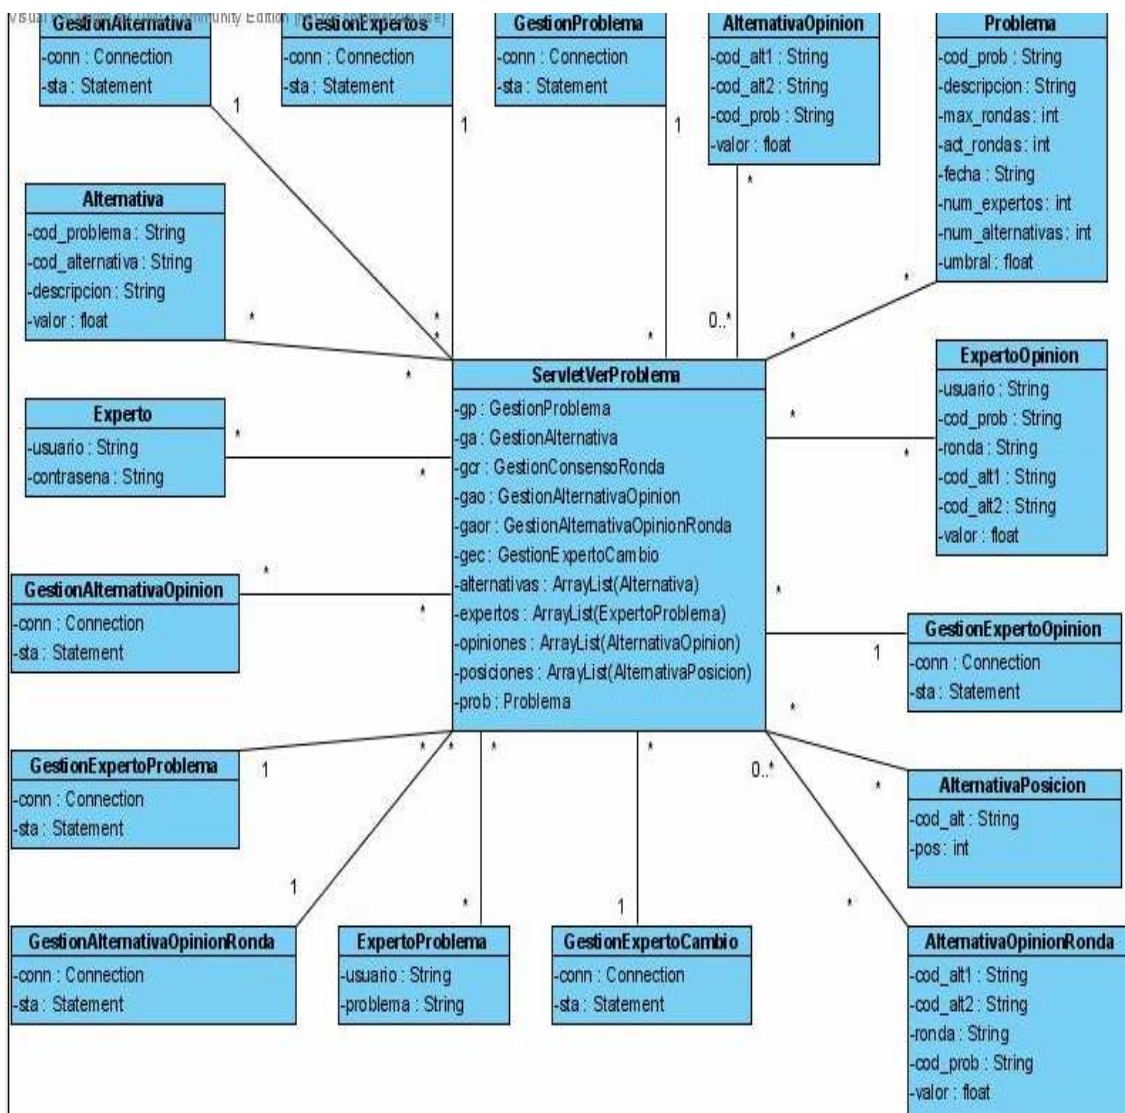 GestionAlternativa
-conn : Connection
-sta : Statement
1
GestionExpertos
-conn : Connection
-sta : Statement
1
GestionProblema
-conn : Connection
-sta : Statement
1
AlternativaOpinion
-cod_alt1 : String
-cod_alt2 : String
-cod_prob : String
-valor : float
*
Problema
-cod_prob : String
-descripcion : String
-max_rondas : int
-act_rondas : int
-fecha : String
-num_expertos : int
-num_alternativas : int
-umbral : float
*
Alternativa
-cod_problema : String
-cod_alternativa : String
-descripcion : String
-valor : float
*
*
*
*
*
0..*
*
ServletVerProblema
-gp : GestionProblema
-ga : GestionAlternativa
-gcr : GestionConsensoRonda
-gao : GestionAlternativaOpinion
-gaor : GestionAlternativaOpinionRonda
-gec : GestionExpertoCambio
-alternativas : ArrayList(Alternativa)
-expertos : ArrayList(ExpertoProblema)
-opiniones : ArrayList(AlternativaOpinion)
-posiciones : ArrayList(AlternativaPosicion)
-prob : Problema
ExpertoOpinion
-usuario : String
-cod_prob : String
-ronda : String
-cod_alt1 : String
-cod_alt2 : String
-valor : float
*
*
Experto
-usuario : String
-contrasena : String
*
*
GestionAlternativaOpinion
-conn : Connection
-sta : Statement
*
*
*
1
GestionExpertoOpinion
-conn : Connection
-sta : Statement
GestionExpertoProblema
-conn : Connection
-sta : Statement
1
*
*
*
*
0..*
*
*
AlternativaPosicion
-cod_alt : String
-pos : int
1
*
1
*
GestionAlternativaOpinionRonda
-conn : Connection
-sta : Statement
ExpertoProblema
-usuario : String
-problema : String
GestionExpertoCambio
-conn : Connection
-sta : Statement
AlternativaOpinionRonda
-cod_alt1 : String
-cod_alt2 : String
-ronda : String
-cod_prob : String
-valor : float